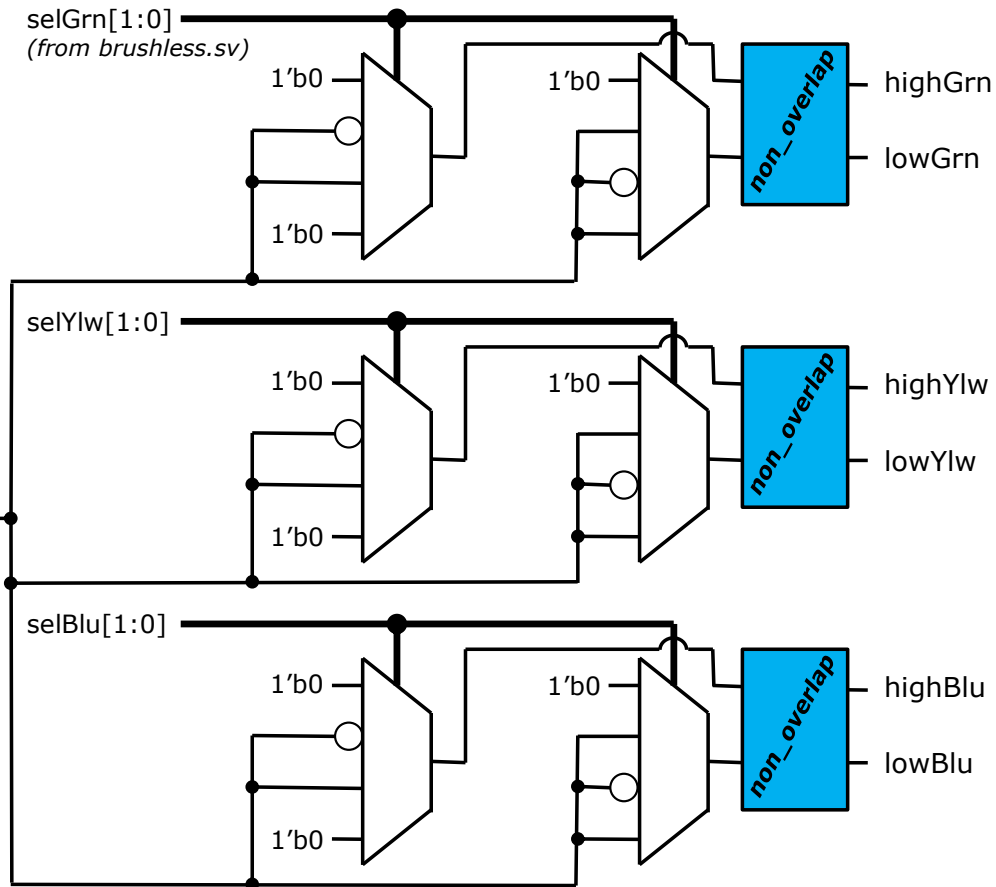 selGrn[1:0]
(from brushless.sv)
1'b0
1'b0
1'b0
non_overlap
highGrn
lowGrn
selYlw[1:0]
1'b0
1'b0
1'b0
non_overlap
highYlw
lowYlw
selBlu[1:0]
1'b0
1'b0
1'b0
non_overlap
highBlu
lowBlu